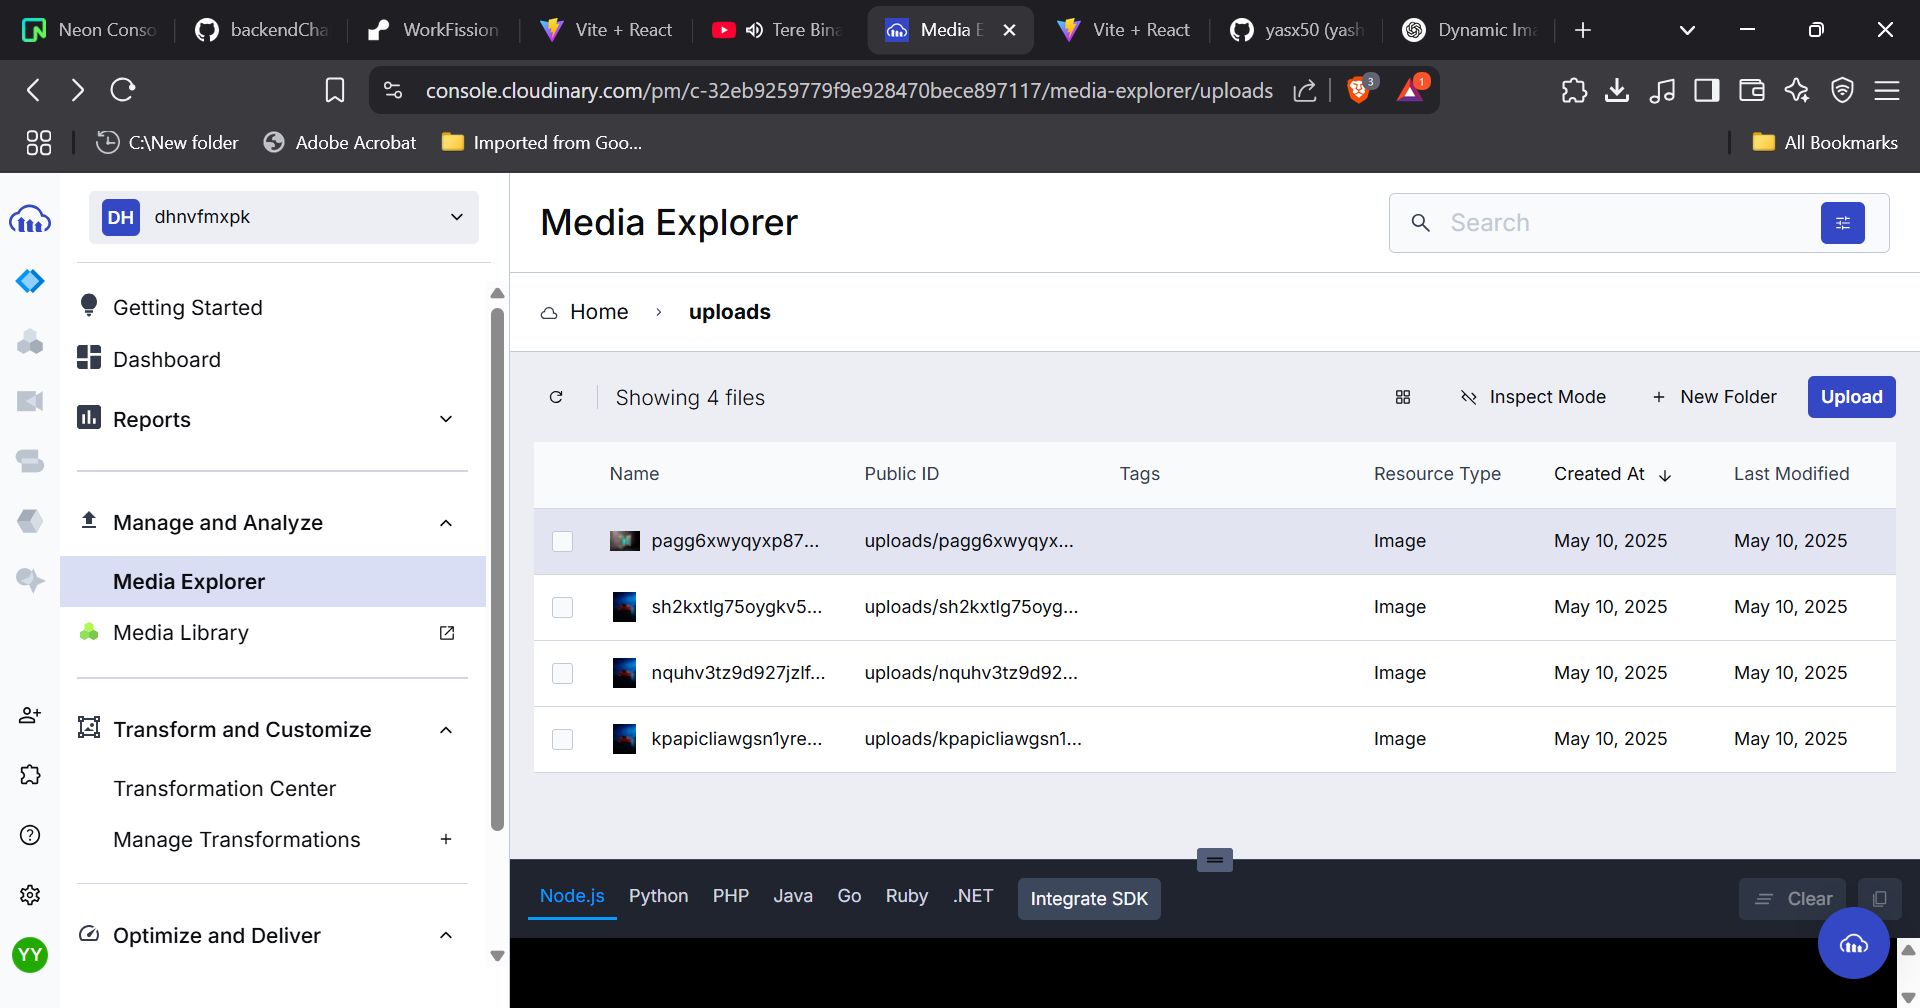 Neon Conso
backendCha
WorkFission
Vite + React
Tere Bina
Media E
Vite + React
yasx50 (yash
Dynamic Ima
console.cloudinary.com/pm/c-32eb9259779f9e928470bece897117/media-explorer/uploads
3
1
C:\New folder
Adobe Acrobat
Imported from Goo...
All Bookmarks
DH dhnvfmxpk
Getting Started
Dashboard
Reports
Manage and Analyze
Media Explorer
Media Library
Transform and Customize
Transformation Center
Manage Transformations
Optimize and Deliver
YY
Media Explorer
Search
Home › uploads
Showing 4 files
Inspect Mode
+ New Folder
Upload
Name Public ID Tags Resource Type Created At ↓ Last Modified
pagg6xwyqyxp87... uploads/pagg6xwyqyx... Image May 10, 2025 May 10, 2025
sh2kxtlg75oygkv5... uploads/sh2kxtlg75oyg... Image May 10, 2025 May 10, 2025
nquhv3tz9d927jzlf... uploads/nquhv3tz9d92... Image May 10, 2025 May 10, 2025
kpapicliawgsn1yre... uploads/kpapicliawgsn1... Image May 10, 2025 May 10, 2025
Node.js Python PHP Java Go Ruby .NET Integrate SDK
Clear